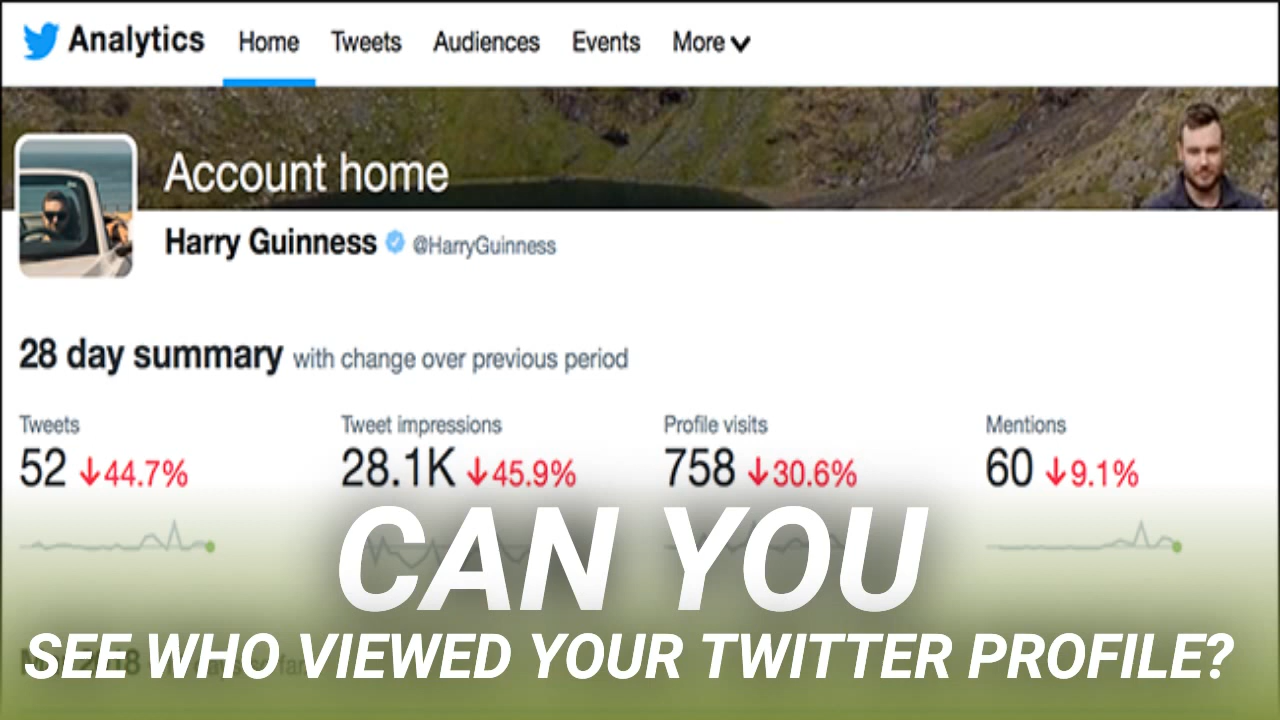 Analytics Home Tweets Audiences Events More
Account home
Harry Guinness @HarryGuinness
28 day summary with change over previous period
Tweets Tweet impressions Profile visits Mentions
52 ↓44.7% 28.1K ↓45.9% 758 ↓30.6% 60 ↓9.1%
CAN YOU
SEE WHO VIEWED YOUR TWITTER PROFILE?